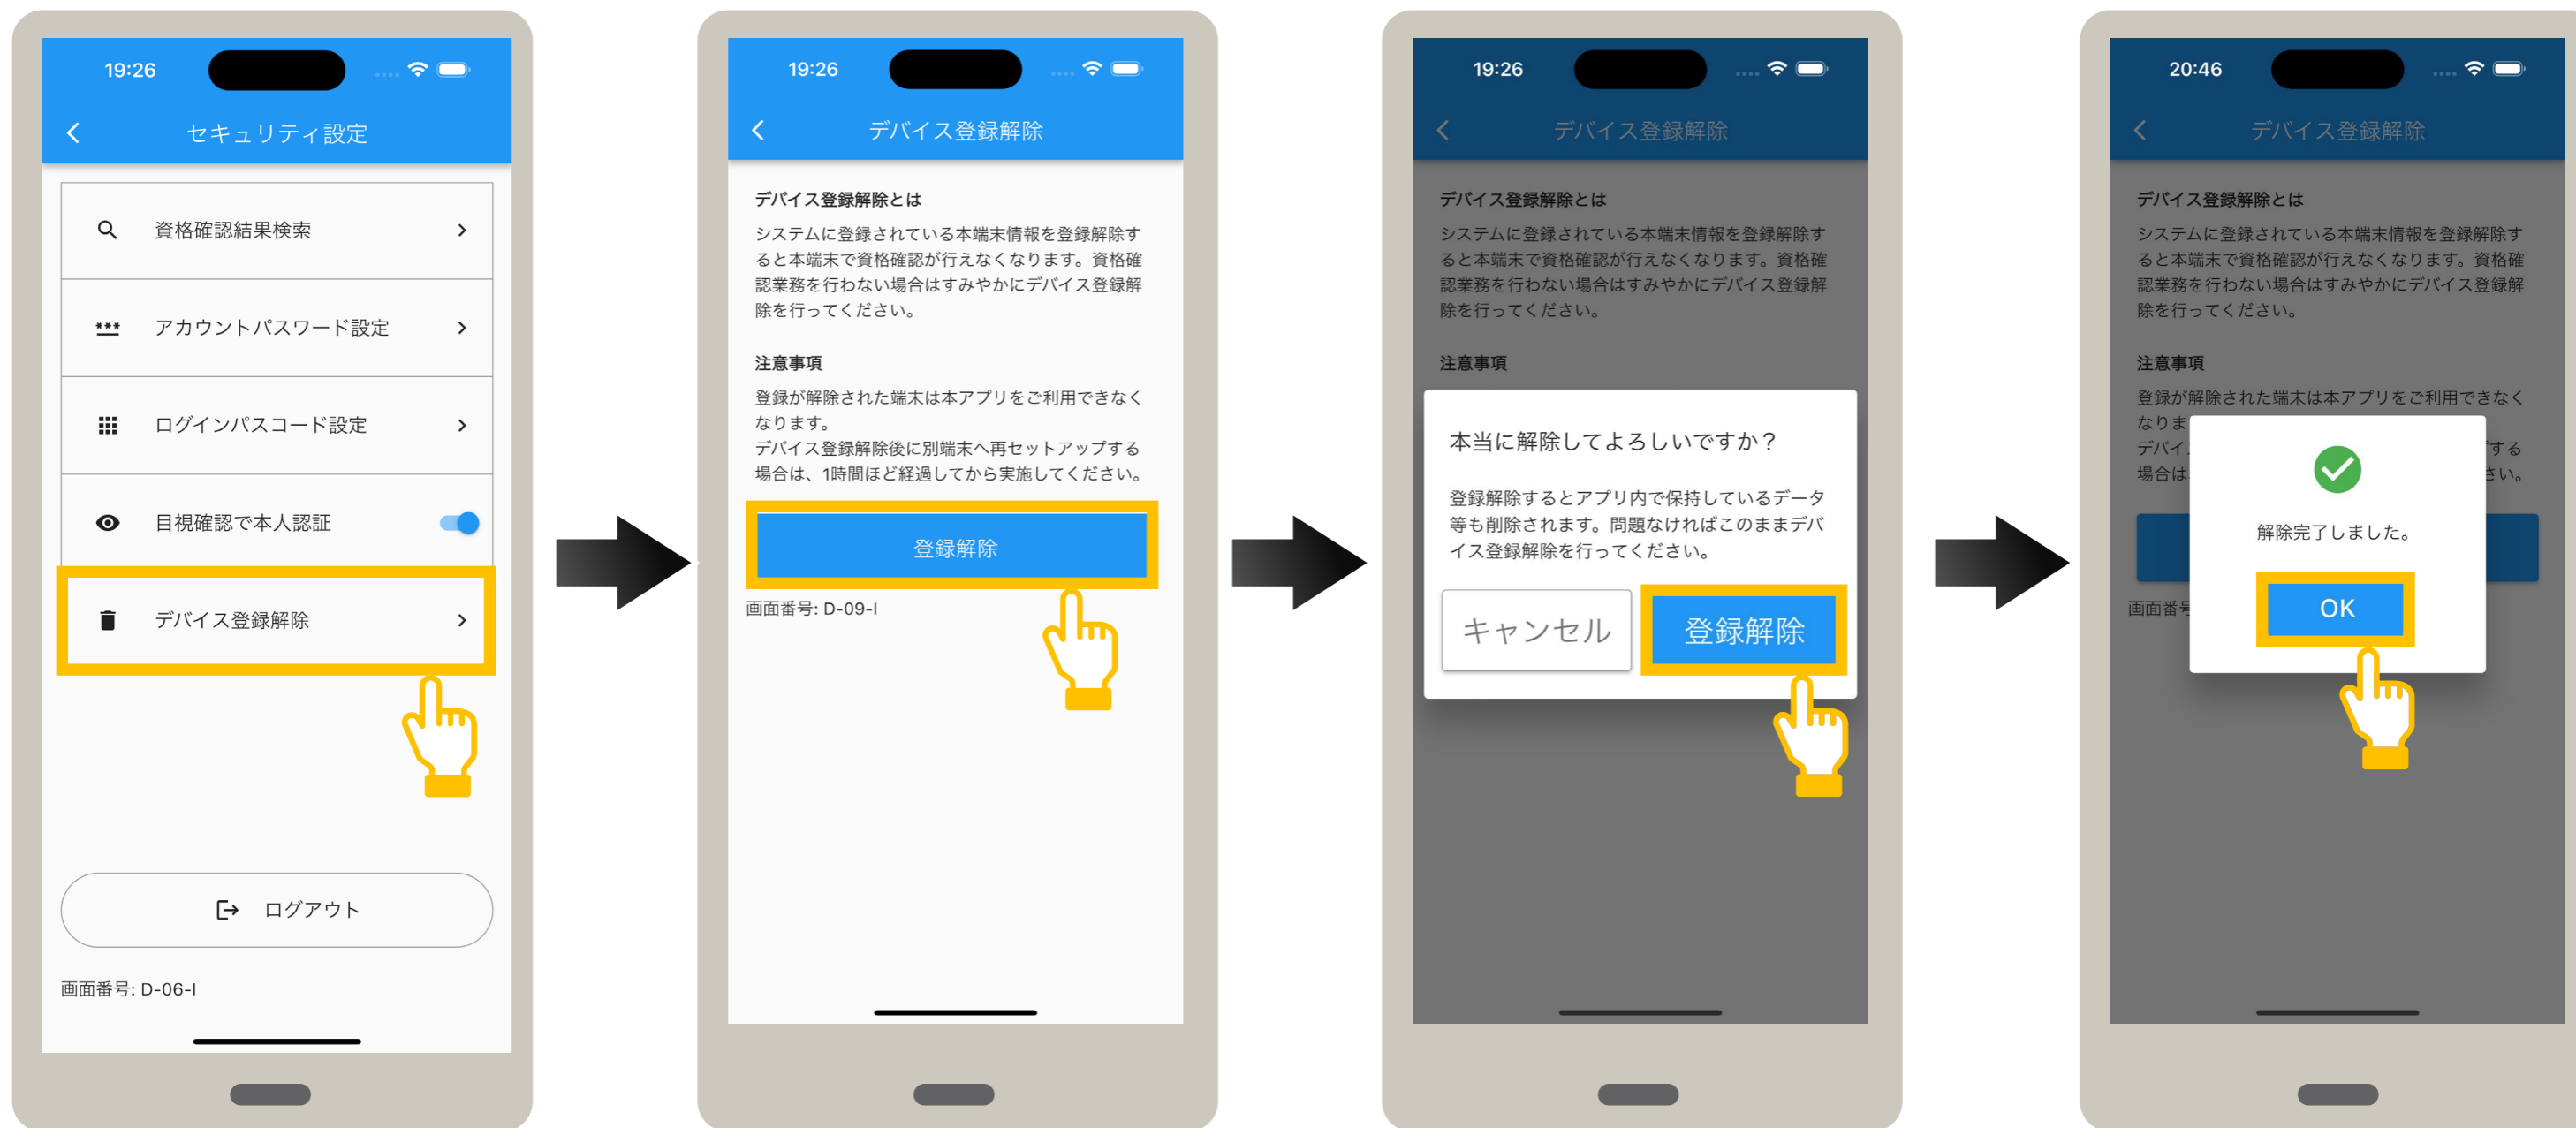 19:26
セキュリティ設定
資格確認結果検索
***
アカウントパスワード設定
ログインパスコード設定
目視確認で本人認証
デバイス登録解除
ログアウト
画面番号: D-06-I
19:26
デバイス登録解除
デバイス登録解除とは
システムに登録されている本端末情報を登録解除す
ると本端末で資格確認が行えなくなります。資格確
認業務を行わない場合はすみやかにデバイス登録解
除を行ってください。
注意事項
登録が解除された端末は本アプリをご利用できなく
なります。
デバイス登録解除後に別端末へ再セットアップする
場合は、1時間ほど経過してから実施してください。
登録解除
画面番号: D-09-I
19:26
デバイス登録解除
デバイス登録解除とは
システムに登録されている本端末情報を登録解除す
ると本端末で資格確認が行えなくなります。資格確
認業務を行わない場合はすみやかにデバイス登録解
除を行ってください。
注意事項
本当に解除してよろしいですか？
登録解除するとアプリ内で保持しているデータ
等も削除されます。問題なければこのままデバ
イス登録解除を行ってください。
キャンセル
登録解除
20:46
デバイス登録解除
デバイス登録解除とは
システムに登録されている本端末情報を登録解除す
ると本端末で資格確認が行えなくなります。資格確
認業務を行わない場合はすみやかにデバイス登録解
除を行ってください。
注意事項
登録が解除された端末は本アプリをご利用できなく
なりま
デバイ
する
場合は
さい。
解除完了しました。
OK
画面番号